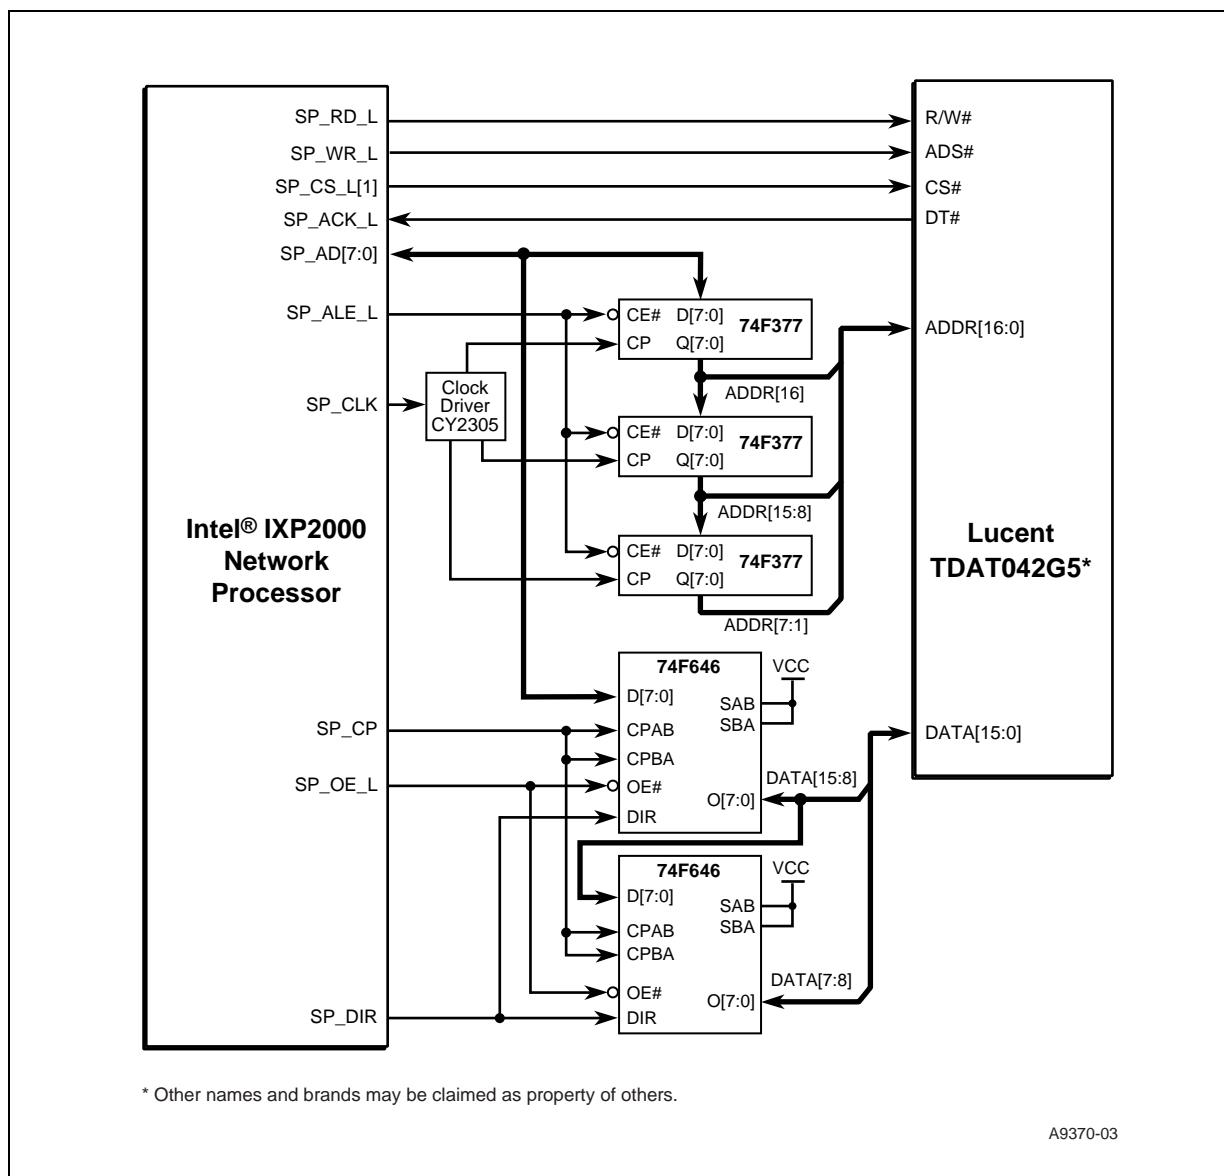 SP_RD_L
SP_WR_L
SP_CS_L[1]
SP_ACK_L
SP_AD[7:0]
SP_ALE_L
SP_CLK
Intel® IXP2000
Network
Processor
SP_CP
SP_OE_L
SP_DIR
Clock
Driver
CY2305
CE# D[7:0] 74F377
CP Q[7:0]
ADDR[16]
CE# D[7:0] 74F377
CP Q[7:0]
ADDR[15:8]
CE# D[7:0] 74F377
CP Q[7:0]
ADDR[7:1]
74F646
VCC
D[7:0]
SAB
CPAB
SBA
CPBA
DATA[15:8]
OE#
O[7:0]
DIR
74F646
VCC
D[7:0]
SAB
CPAB
SBA
CPBA
DATA[7:8]
OE#
O[7:0]
DIR
R/W#
ADS#
CS#
DT#
ADDR[16:0]
Lucent
TDAT042G5*
DATA[15:0]
* Other names and brands may be claimed as property of others.
A9370-03